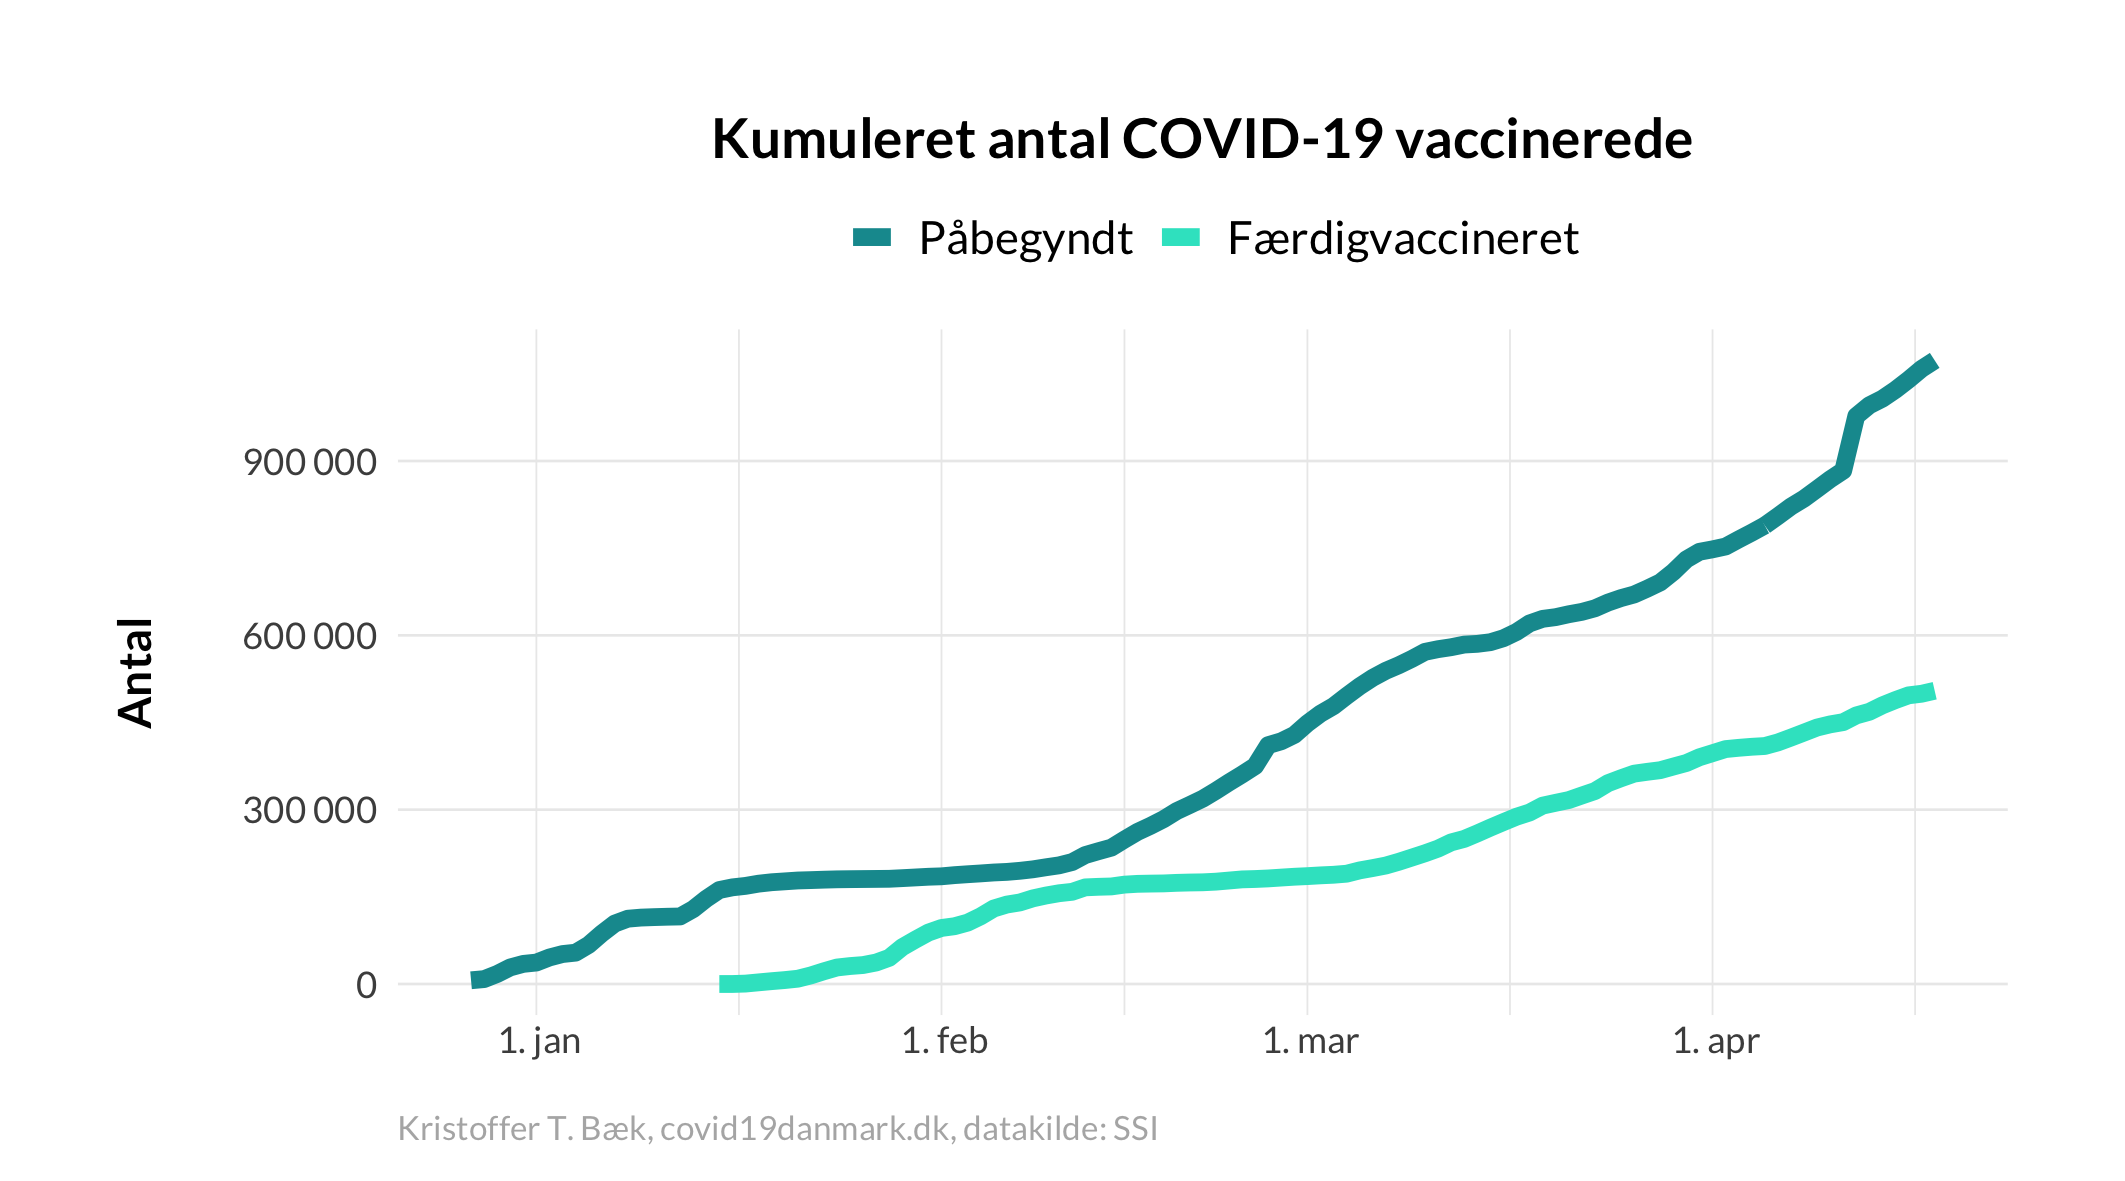 Kumuleret antal COVID-19 vaccinerede
Påbegyndt Færdigvaccineret
Antal
900 000
600 000
300 000
0
1. jan 1. feb 1. mar 1. apr
Kristoffer T. Bæk, covid19danmark.dk, datakilde: SSI